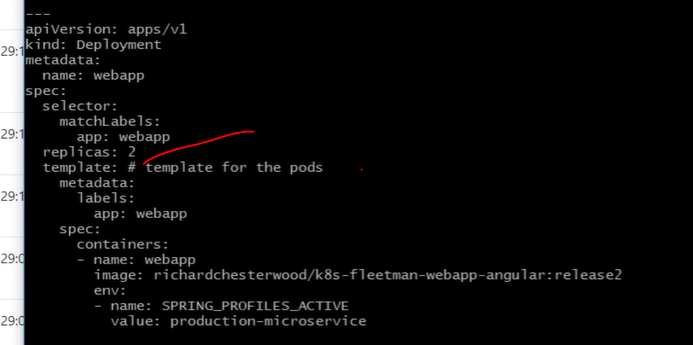 ---
apiVersion: apps/v1
kind: Deployment
metadata:
  name: webapp
spec:
  selector:
    matchLabels:
      app: webapp
  replicas: 2
  template: # template for the pods
    metadata:
      labels:
        app: webapp
    spec:
      containers:
      - name: webapp
        image: richardchesterwood/k8s-fleetman-webapp-angular:release2
        env:
        - name: SPRING_PROFILES_ACTIVE
          value: production-microservice
29:1
29:1
29:1
29:0
29:0